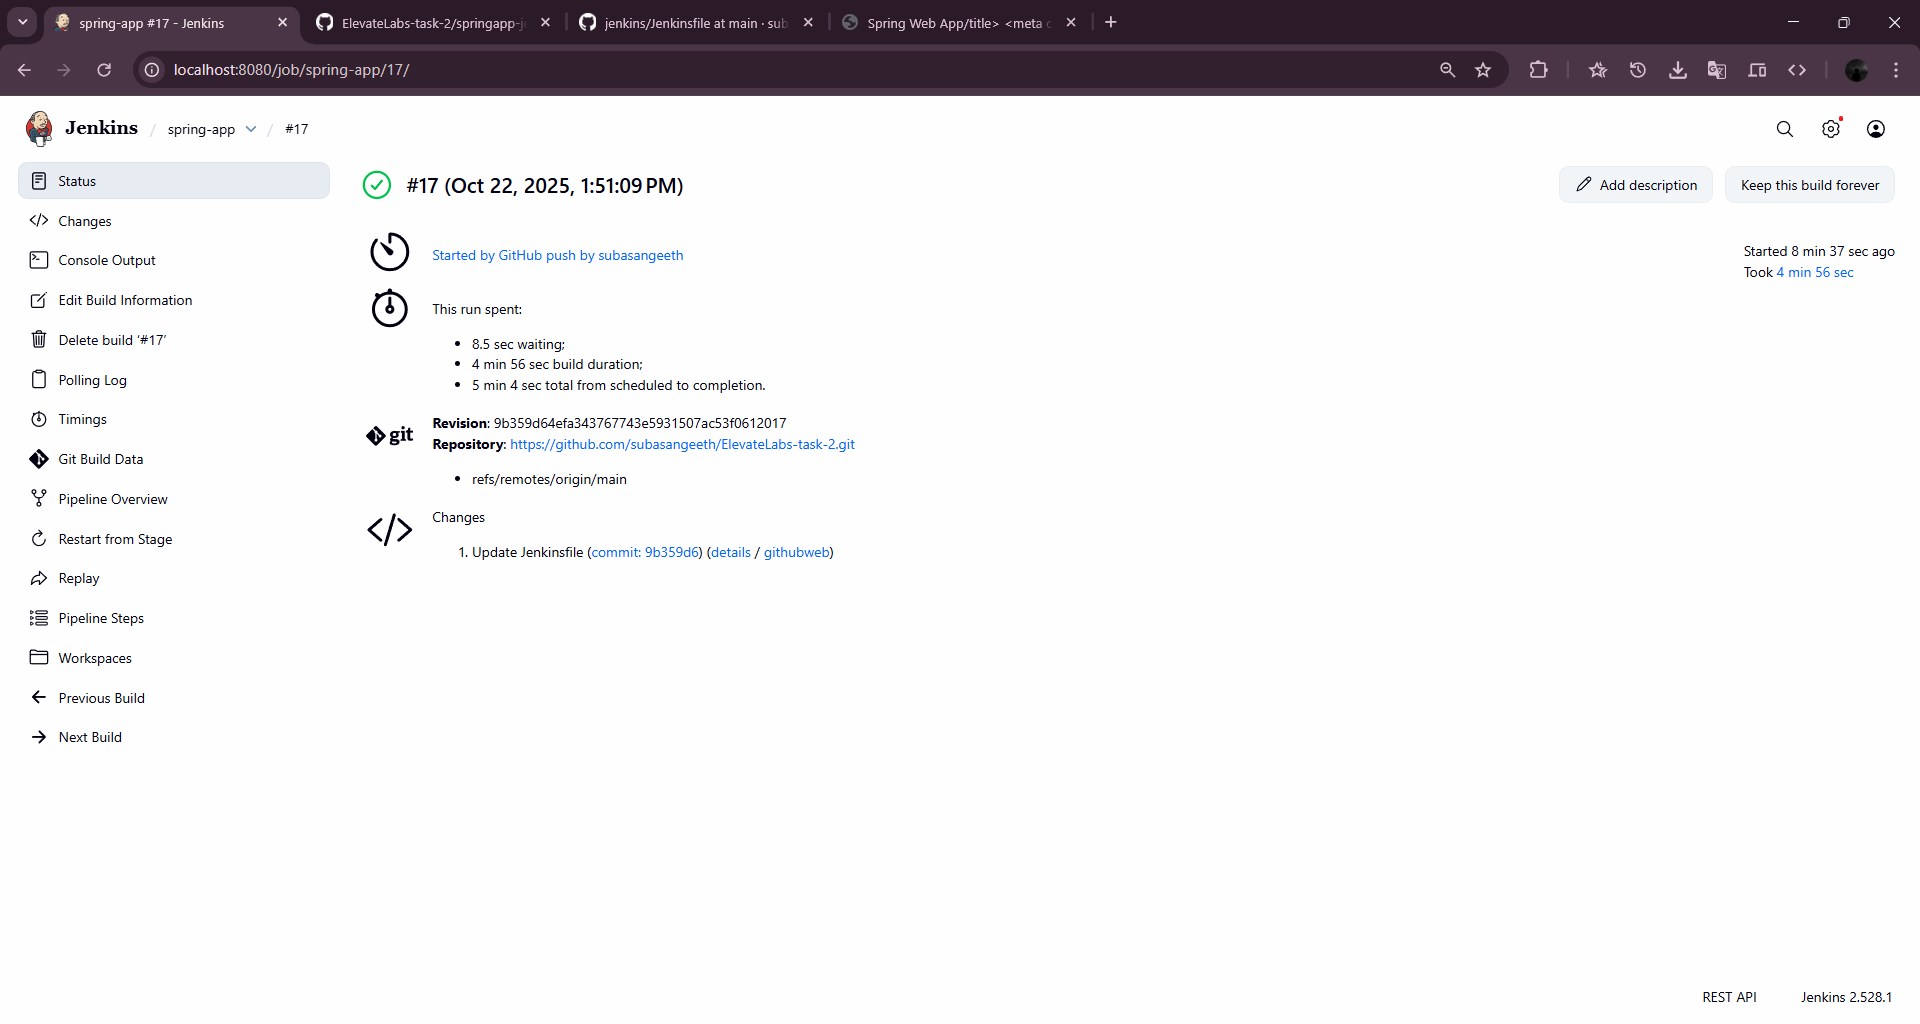 spring-app #17 - Jenkins
ElevateLabs-task-2/springapp-j
jenkins/Jenkinsfile at main · sub
Spring Web App/title> <meta c
localhost:8080/job/spring-app/17/
Jenkins / spring-app / #17
Status
Changes
Console Output
Edit Build Information
Delete build ‘#17’
Polling Log
Timings
Git Build Data
Pipeline Overview
Restart from Stage
Replay
Pipeline Steps
Workspaces
Previous Build
Next Build
#17 (Oct 22, 2025, 1:51:09 PM)
Add description
Keep this build forever
Started by GitHub push by subasangeeth
Started 8 min 37 sec ago
Took 4 min 56 sec
This run spent:
• 8.5 sec waiting;
• 4 min 56 sec build duration;
• 5 min 4 sec total from scheduled to completion.
git
Revision: 9b359d64efa343767743e5931507ac53f0612017
Repository: https://github.com/subasangeeth/ElevateLabs-task-2.git
• refs/remotes/origin/main
Changes
1. Update Jenkinsfile (commit: 9b359d6) (details / githubweb)
REST API
Jenkins 2.528.1